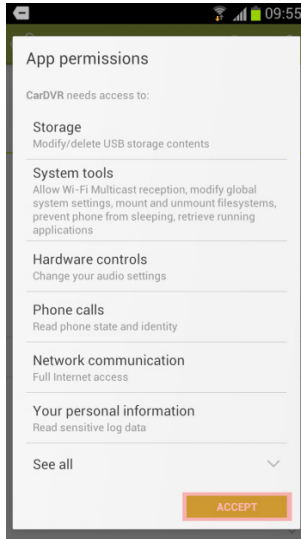 09:55
App permissions
CarDVR needs access to:
Storage
Modify/delete USB storage contents
System tools
Allow Wi-Fi Multicast reception, modify global
system settings, mount and unmount filesystems,
prevent phone from sleeping, retrieve running
applications
Hardware controls
Change your audio settings
Phone calls
Read phone state and identity
Network communication
Full Internet access
Your personal information
Read sensitive log data
See all
ACCEPT